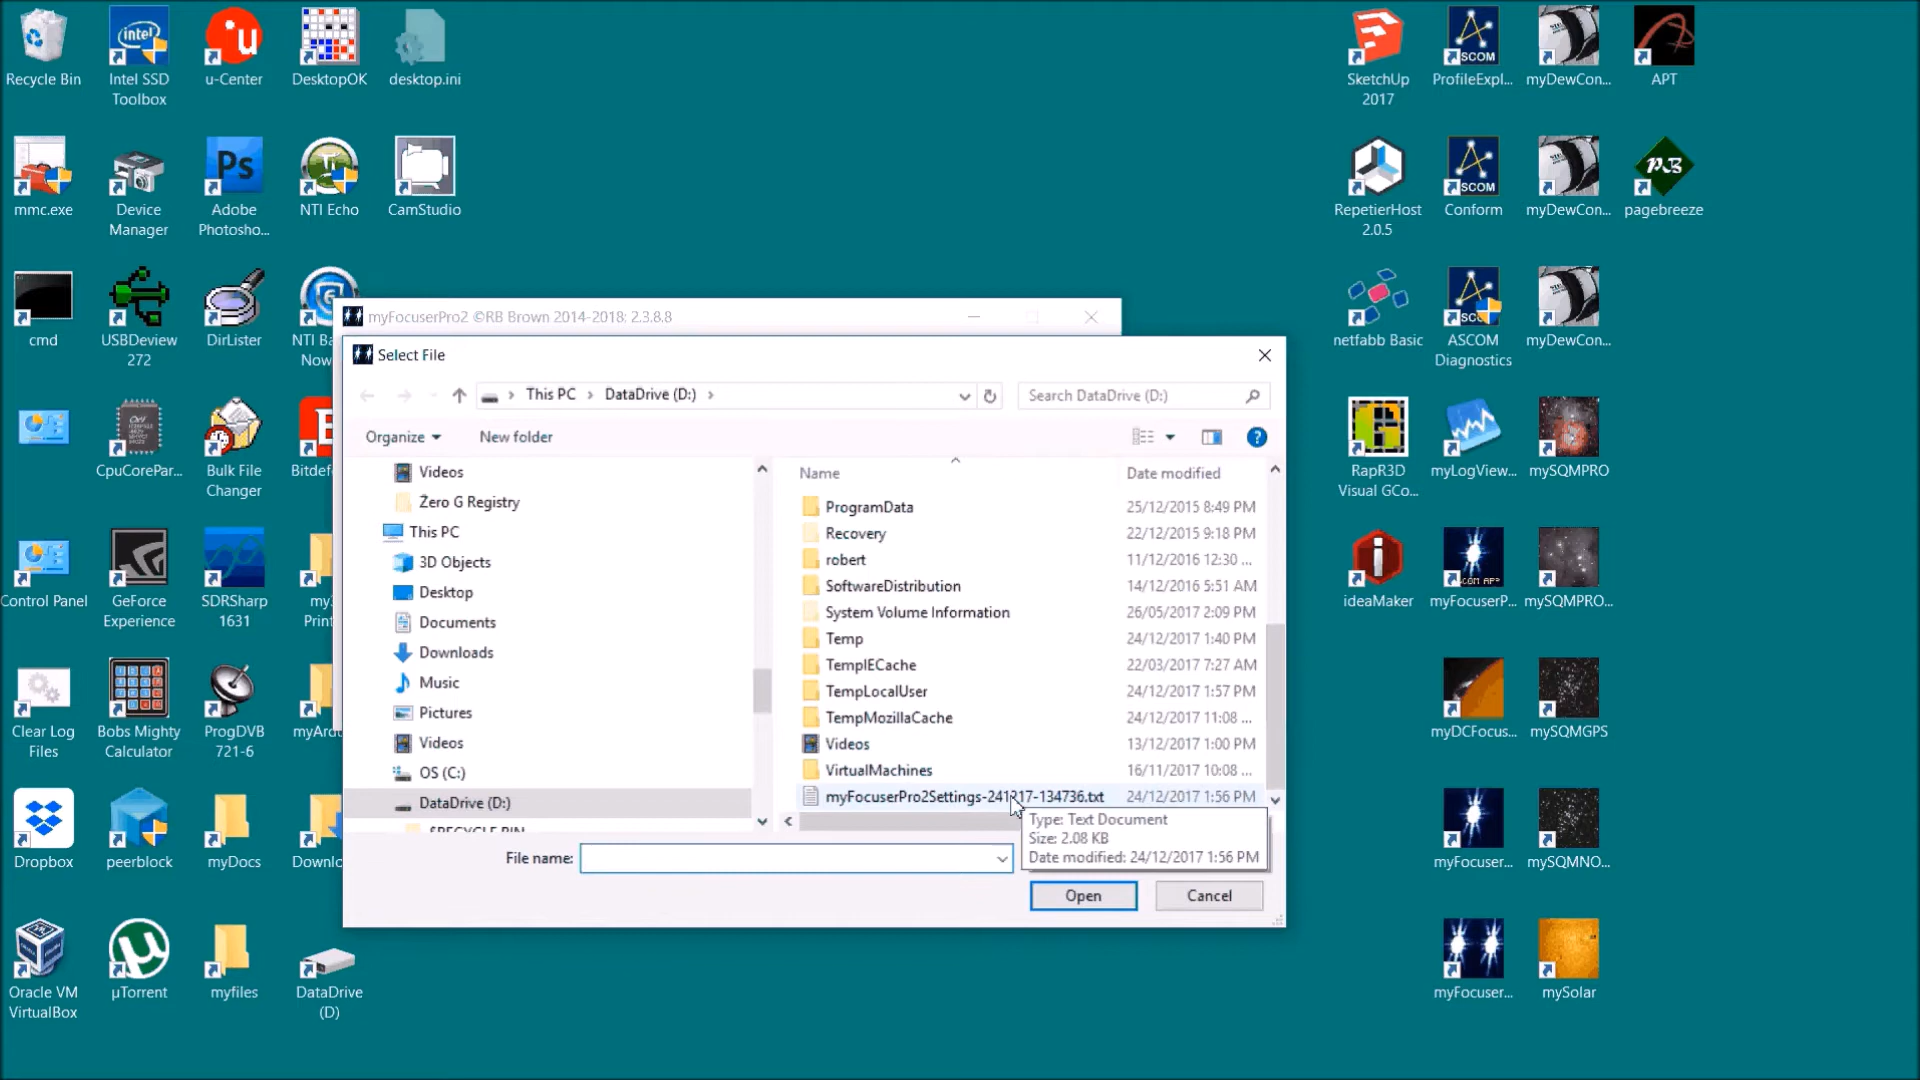 Recycle Bin
Intel SSD
Toolbox
u-Center
DesktopOK
desktop.ini
SketchUp
2017
ProfileExpl...
myDewCon...
APT
mmc.exe
Device
Manager
Adobe
Photosho...
NTI Echo
CamStudio
RepetierHost
2.0.5
Conform
myDewCon...
pagebreeze
cmd
USBDeview
272
DirLister
NTI Ba
Now
netfabb Basic
ASCOM
Diagnostics
myDewCon...
CpuCorePar...
Bulk File
Changer
Bitdef
RapR3D
Visual GCo...
myLogView...
mySQMPRO
Control Panel
GeForce
Experience
SDRSharp
1631
my
Print
ideaMaker
myFocuserP...
mySQMPRO...
Clear Log
Files
Bobs Mighty
Calculator
ProgDVB
721-6
myArd
myDCFocus...
mySQMGPS
Dropbox
peerblock
myDocs
Downlo
myFocuser...
mySQMNO...
Oracle VM
VirtualBox
µTorrent
myfiles
DataDrive
(D)
myFocuser...
mySolar
intel
u
Ps
ASCOM
ASCOM
PB
myFocuserPro2 ©RB Brown 2014-2018: 2.3.8.8
Select File
This PC > DataDrive (D:) >
Search DataDrive (D:)
Organize
New folder
?
Videos
Zero G Registry
This PC
3D Objects
Desktop
Documents
Downloads
Music
Pictures
Videos
OS (C:)
DataDrive (D:)
Name Date modified
ProgramData 25/12/2015 8:49 PM
Recovery 22/12/2015 9:18 PM
robert 11/12/2016 12:30 ...
SoftwareDistribution 14/12/2016 5:51 AM
System Volume Information 26/05/2017 2:09 PM
Temp 24/12/2017 1:40 PM
TempIECache 22/03/2017 7:27 AM
TempLocalUser 24/12/2017 1:57 PM
TempMozillaCache 24/12/2017 11:08 ...
Videos 13/12/2017 1:00 PM
VirtualMachines 16/11/2017 10:08 ...
myFocuserPro2Settings-241217-134736.txt 24/12/2017 1:56 PM
Type: Text Document
Size: 2.08 KB
Date modified: 24/12/2017 1:56 PM
File name:
Open
Cancel